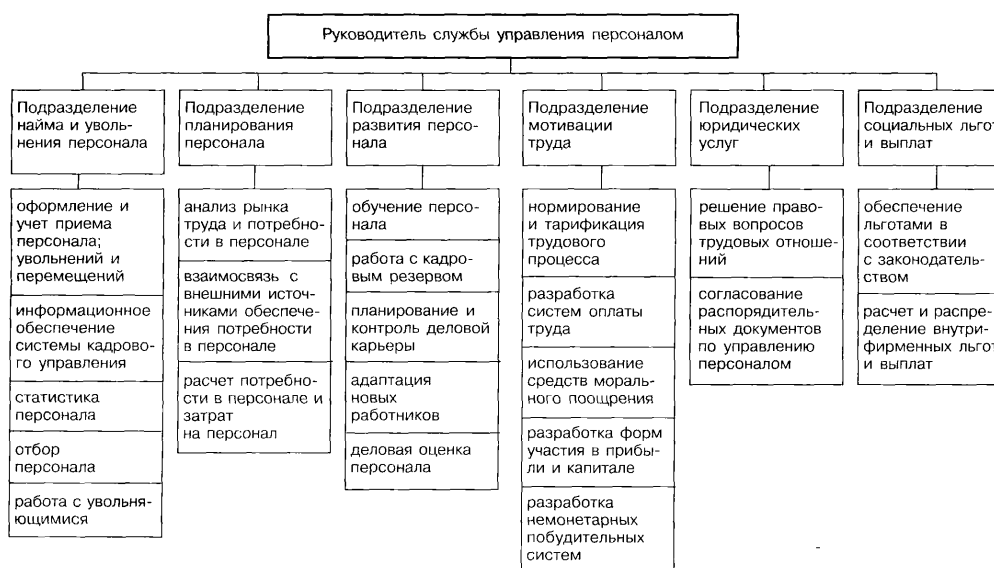 Руководитель службы управления персоналом
Подразделение
найма и уволь-
нения персонала
Подразделение
планирования
персонала
Подразделение
развития персо-
нала
Подразделение
мотивации
труда
Подразделение
юридических
услуг
Подразделение
социальных льгот
и выплат
оформление и
учет приема
персонала;
увольнений и
перемещений
информационное
обеспечение
системы кадрово-
го управления
статистика
персонала
отбор
персонала
работа с увольня-
ющимися
анализ рынка
труда и потребно-
сти в персонале
взаимосвязь с
внешними источ-
никами обеспече-
ния потребности
в персонале
расчет потребно-
сти в персонале и
затрат
на персонал
обучение персо-
нала
работа с кадро-
вым резервом
планирование и
контроль деловой
карьеры
адаптация
новых
работников
деловая оценка
персонала
нормирование
и тарификация
трудового
процесса
разработка
систем оплаты
труда
использование
средств мораль-
ного поощрения
разработка форм
участия в прибы-
ли и капитале
разработка
немонетарных
побудительных
систем
решение право-
вых вопросов
трудовых отноше-
ний
согласование
распорядитель-
ных документов
по управлению
персоналом
обеспечение
льготами в
соответствии
с законодатель-
ством
расчет и распре-
деление внутри-
фирменных льгот
и выплат